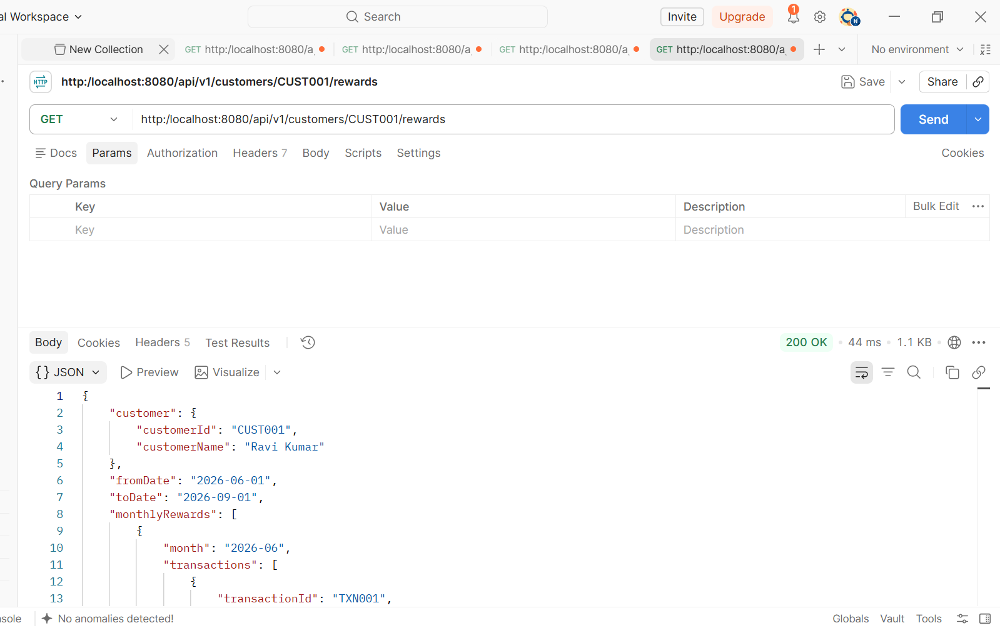 al Workspace
Search
Invite
Upgrade
1
N
New Collection
GET http:/localhost:8080/a
GET http:/localhost:8080/a
GET http:/localhost:8080/a
GET http:/localhost:8080/a
No environment
HTTP
http:/localhost:8080/api/v1/customers/CUST001/rewards
Save
Share
GET
http:/localhost:8080/api/v1/customers/CUST001/rewards
Send
Docs
Params
Authorization
Headers 7
Body
Scripts
Settings
Cookies
Query Params
Key
Value
Description
Bulk Edit
Key
Value
Description
Body
Cookies
Headers 5
Test Results
200 OK
44 ms
1.1 KB
{} JSON
Preview
Visualize
1 {
2 "customer": {
3 "customerId": "CUST001",
4 "customerName": "Ravi Kumar"
5 },
6 "fromDate": "2026-06-01",
7 "toDate": "2026-09-01",
8 "monthlyRewards": [
9 {
10 "month": "2026-06",
11 "transactions": [
12 {
13 "transactionId": "TXN001",
nsole
No anomalies detected!
Globals
Vault
Tools